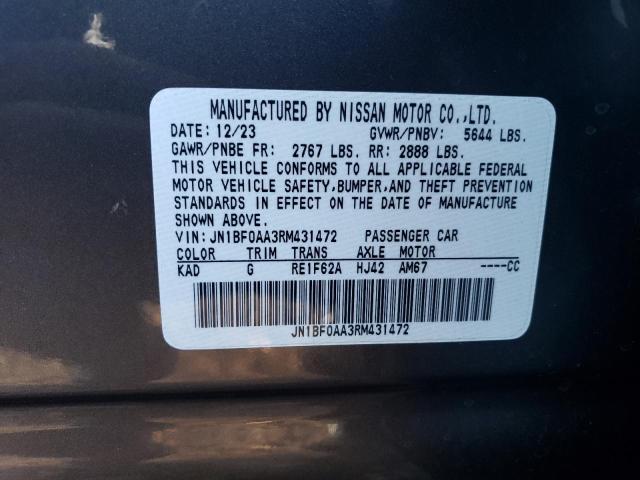 MANUFACTURED BY NISSAN MOTOR CO.,LTD.
DATE: 12/23 GVWR/PNBV: 5644 LBS.
GAWR/PNBE FR: 2767 LBS. RR: 2888 LBS.
THIS VEHICLE CONFORMS TO ALL APPLICABLE FEDERAL
MOTOR VEHICLE SAFETY,BUMPER,AND THEFT PREVENTION
STANDARDS IN EFFECT ON THE DATE OF MANUFACTURE
SHOWN ABOVE.
VIN: JN1BF0AA3RM431472 PASSENGER CAR
COLOR TRIM TRANS AXLE MOTOR
KAD G RE1F62A HJ42 AM67 ----CC
JN1BF0AA3RM431472